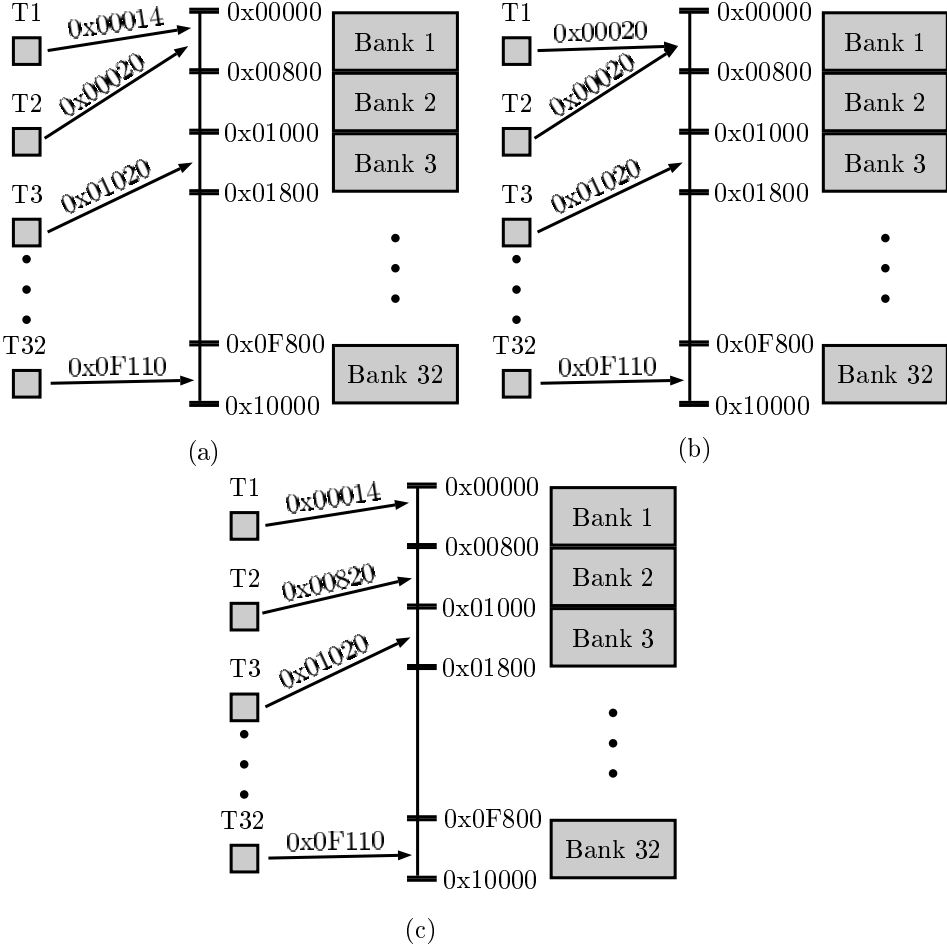 T1
0x00014
0x00000
Bank 1
T2
0x00020
0x00800
Bank 2
0x01000
T3
0x01020
Bank 3
0x01800
T32
0x0F110
0x0F800
Bank 32
0x10000
(a)
T1
0x00020
0x00000
Bank 1
T2
0x00020
0x00800
Bank 2
0x01000
T3
0x01020
Bank 3
0x01800
T32
0x0F110
0x0F800
Bank 32
0x10000
(b)
T1
0x00014
0x00000
Bank 1
0x00800
T2
0x00820
Bank 2
0x01000
T3
0x01020
Bank 3
0x01800
T32
0x0F110
0x0F800
Bank 32
0x10000
(c)